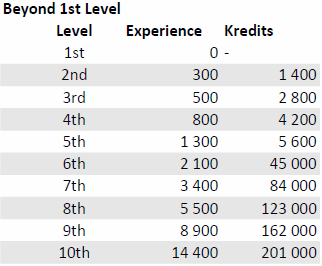 Beyond 1st Level
Level Experience Kredits
1st 0 -
2nd 300 1 400
3rd 500 2 800
4th 800 4 200
5th 1 300 5 600
6th 2 100 45 000
7th 3 400 84 000
8th 5 500 123 000
9th 8 900 162 000
10th 14 400 201 000